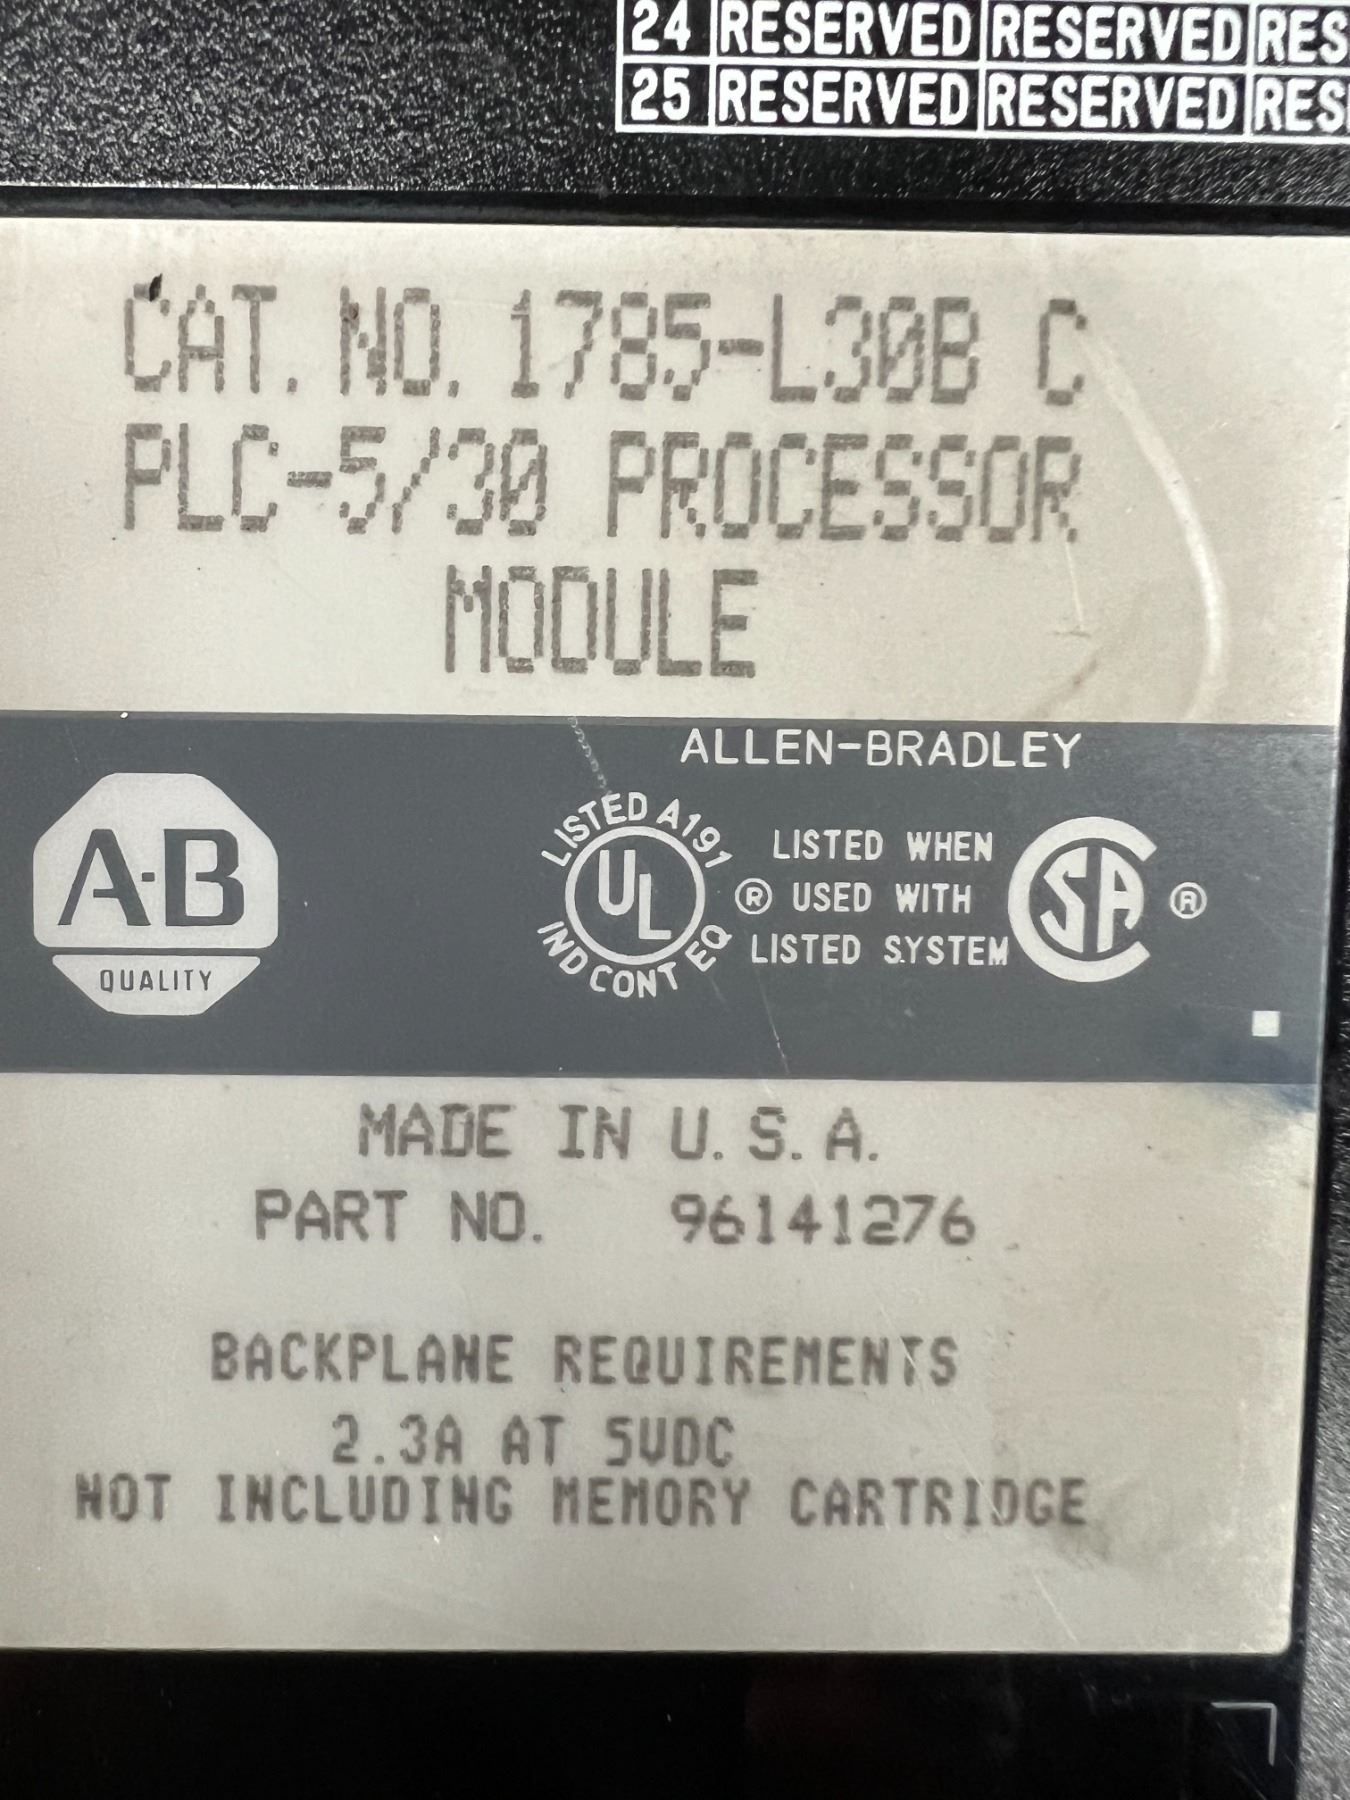 24 RESERVED RESERVED RES
25 RESERVED RESERVED RES
CAT. NO. 1785-L30B C
PLC-5/30 PROCESSOR
MODULE
ALLEN-BRADLEY
A-B
QUALITY
LISTED A191
UL
IND CONT EQ
®
LISTED WHEN
USED WITH
LISTED SYSTEM
SA
®
MADE IN U.S.A.
PART NO. 96141276
BACKPLANE REQUIREMENTS
2.3A AT 5VDC
NOT INCLUDING MEMORY CARTRIDGE